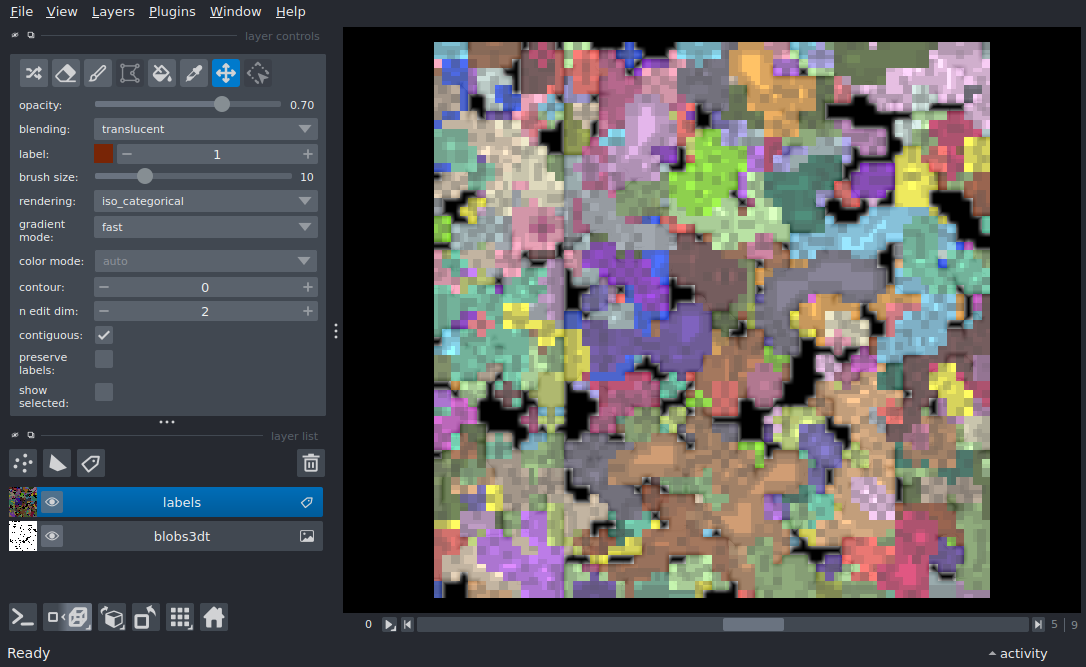 File View Layers Plugins Window Help
layer controls
opacity: 0.70
blending: translucent
label: 1
brush size: 10
rendering: iso_categorical
gradient
mode: fast
color mode: auto
contour: 0
n edit dim: 2
contiguous:
preserve
labels:
show
selected:
layer list
labels
blobs3dt
0 5 9
Ready
activity